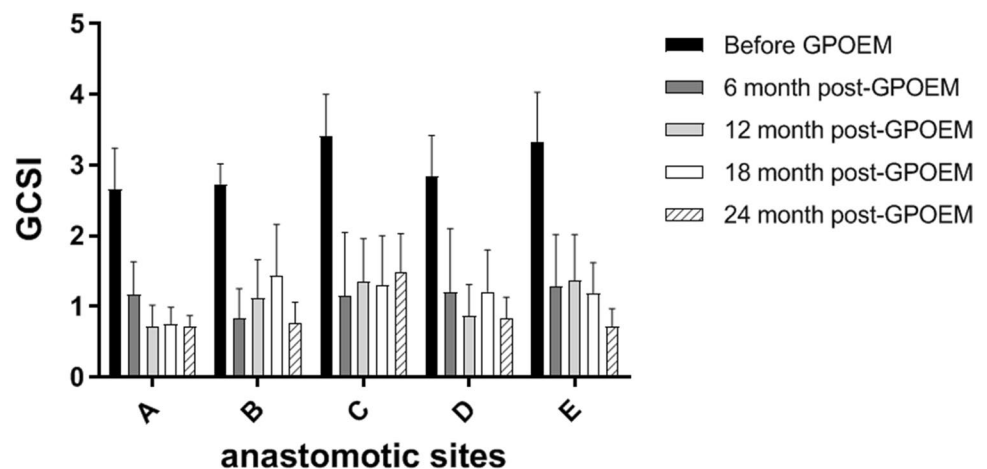 GCSI
5
4
3
2
1
0
A
B
C
D
E
anastomotic sites
Before GPOEM
6 month post-GPOEM
12 month post-GPOEM
18 month post-GPOEM
24 month post-GPOEM